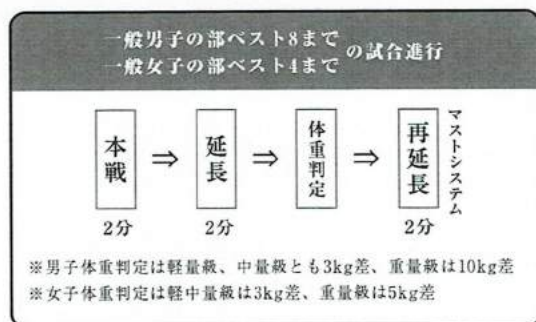 一般男子の部ベスト8まで
一般女子の部ベスト4まで
の試合進行
本戦 ⇒ 延長 ⇒ 体重判定 ⇒ 再延長 マストシステム
2分 2分 2分
※男子体重判定は軽量級、中量級とも3kg差、重量級は10kg差
※女子体重判定は軽中量級は3kg差、重量級は5kg差